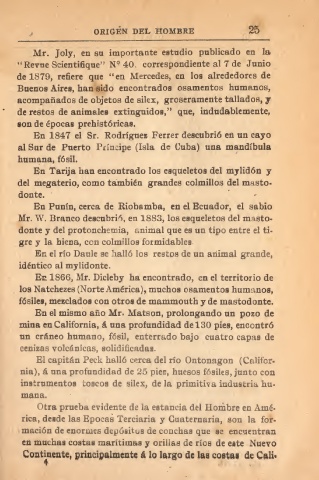 ORIGÉN DEL HOMBRE 25
Mr. Joly, en su importante estudio publicado en la
"Revue Scientifique" Nº 40. correspondiente al 7 de Junio
de 1879, refiere que "en Mercedes, en los alrededores de
Buenos Aires, han sido encontrados osamentos humanos,
acompañados de objetos de silex, groseramente tallados, y
de restos de animales extinguidos," que, indudablemente,
son de épocas prehistóricas.
En 1847 el Sr. Rodrígues Ferrer descubrió en un cayo
al Sur de Puerto Príncipe (Isla de Cuba) una mandíbula
humana, fósil.
En Tarija han encontrado los esqueletos del mylidón y
del megaterio, como también grandes colmillos del masto-
donte.
En Punín, cerca de Riobamba, en el Ecuador, el sabio
Mr. W. Branco descubrió, en 1883, los esqueletos del masto-
donte y del protonchemia, animal que es un tipo entre el ti-
gre y la hiena, con colmillos formidables
En el río Daule se halló los restos de un animal grande,
idéntico al mylidonte.
En 1866, Mr. Dicleby ha encontrado, en el territorio de
los Natchezes (Norte América), muchos osamentos humanos,
fósiles, mezclados con otros de mammouth y de mastodonte.
En el mismo año Mr. Matson, prolongando un pozo de
mina en California, á una profundidad de 130 pies, encontró
un cráneo humano, fósil, enterrado bajo cuatro capas de
cenizas volcánicas, solidificadas.
El capitán Peck halló cerca del río Ontonagon (Califor-
nia), á una profundidad de 25 pier, huesos fósiles, junto con
instrumentos toscos de silex, de la primitiva industria hu-
mana.
Otra prueba evidente de la estancia del Hombre en Amé-
rica, desde las Epocas Terciaria y Cuaternaria, son la for-
mación de enormes depósitos de conchas que se encuentran
en muchas costas marítimas y orillas de ríos de este Nuevo
Continente, principalmente á lo largo de las costas de Cali-
4